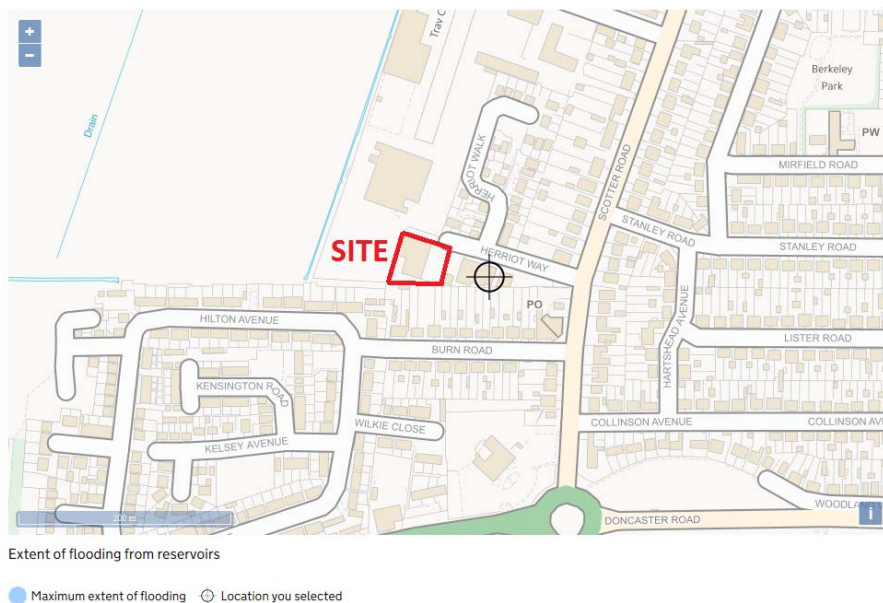 +
−
Drain
Trav C
Berkeley
Park
PW
MIRFIELD ROAD
HERRIOT WALK
SCOTTER ROAD
STANLEY ROAD
STANLEY ROAD
SITE
HERRIOT WAY
PO
HARTSHEAD AVENUE
HILTON AVENUE
LISTER ROAD
BURN ROAD
KENSINGTON ROAD
COLLINSON AVENUE
COLLINSON AVE
WILKIE CLOSE
KELSEY AVENUE
WOODLAND
200 m
DONCASTER ROAD
i
Extent of flooding from reservoirs
Maximum extent of flooding
Location you selected